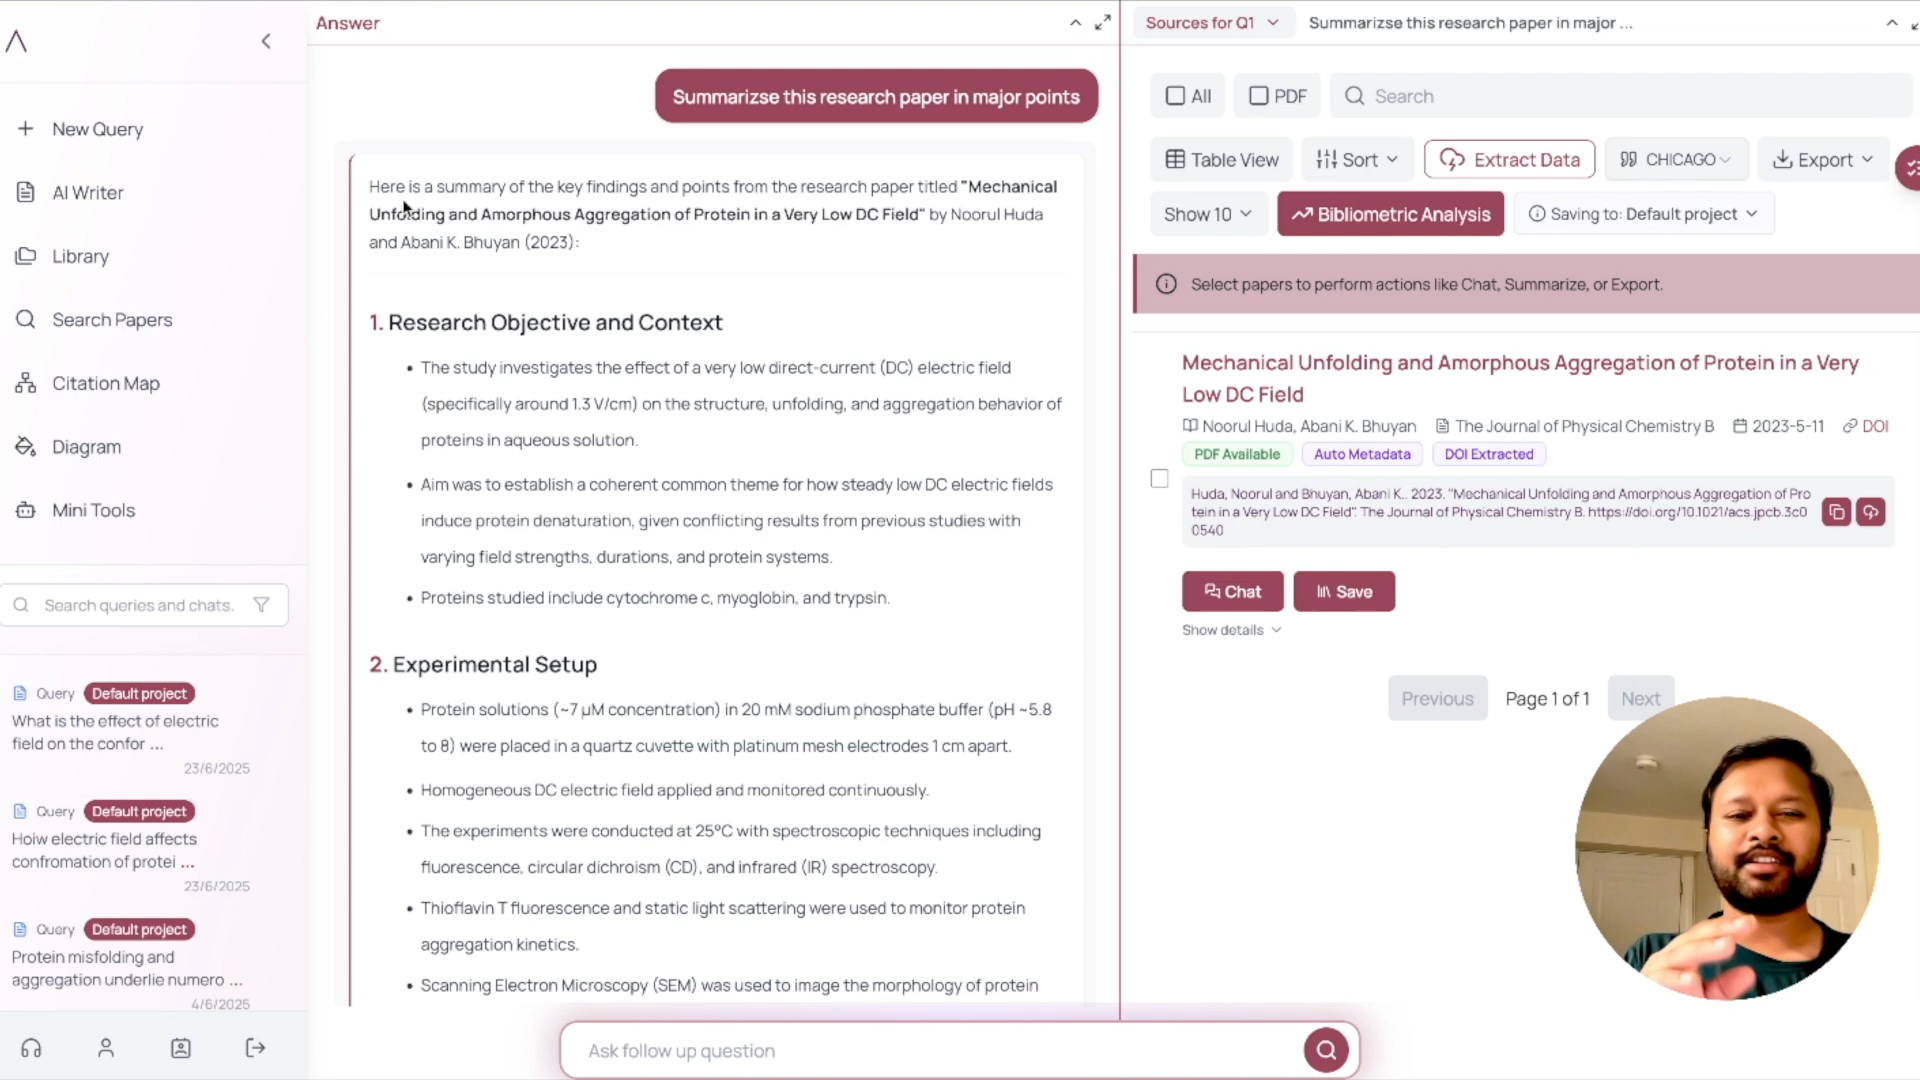 New Query
AI Writer
Library
Search Papers
Citation Map
Diagram
Mini Tools
Search queries and chats.
Query Default project
What is the effect of electric
field on the confor ...
23/6/2025
Query Default project
Hoiw electric field affects
confromation of protei ...
23/6/2025
Query Default project
Protein misfolding and
aggregation underlie numero ...
4/6/2025
Answer
Summarizse this research paper in major points
Here is a summary of the key findings and points from the research paper titled "Mechanical
Unfolding and Amorphous Aggregation of Protein in a Very Low DC Field" by Noorul Huda
and Abani K. Bhuyan (2023):
1. Research Objective and Context
• The study investigates the effect of a very low direct-current (DC) electric field
(specifically around 1.3 V/cm) on the structure, unfolding, and aggregation behavior of
proteins in aqueous solution.
• Aim was to establish a coherent common theme for how steady low DC electric fields
induce protein denaturation, given conflicting results from previous studies with
varying field strengths, durations, and protein systems.
• Proteins studied include cytochrome c, myoglobin, and trypsin.
2. Experimental Setup
• Protein solutions (~7 μM concentration) in 20 mM sodium phosphate buffer (pH ~5.8
to 8) were placed in a quartz cuvette with platinum mesh electrodes 1 cm apart.
• Homogeneous DC electric field applied and monitored continuously.
• The experiments were conducted at 25°C with spectroscopic techniques including
fluorescence, circular dichroism (CD), and infrared (IR) spectroscopy.
• Thioflavin T fluorescence and static light scattering were used to monitor protein
aggregation kinetics.
• Scanning Electron Microscopy (SEM) was used to image the morphology of protein
Ask follow up question
Sources for Q1 Summarizse this research paper in major ...
All PDF Search
Table View Sort Extract Data CHICAGO Export
Show 10 Bibliometric Analysis Saving to: Default project
Select papers to perform actions like Chat, Summarize, or Export.
Mechanical Unfolding and Amorphous Aggregation of Protein in a Very
Low DC Field
Noorul Huda, Abani K. Bhuyan The Journal of Physical Chemistry B 2023-5-11 DOI
PDF Available Auto Metadata DOI Extracted
Huda, Noorul and Bhuyan, Abani K.. 2023. "Mechanical Unfolding and Amorphous Aggregation of Pro
tein in a Very Low DC Field". The Journal of Physical Chemistry B. https://doi.org/10.1021/acs.jpcb.3c0
0540
Chat Save
Show details
Previous Page 1 of 1 Next